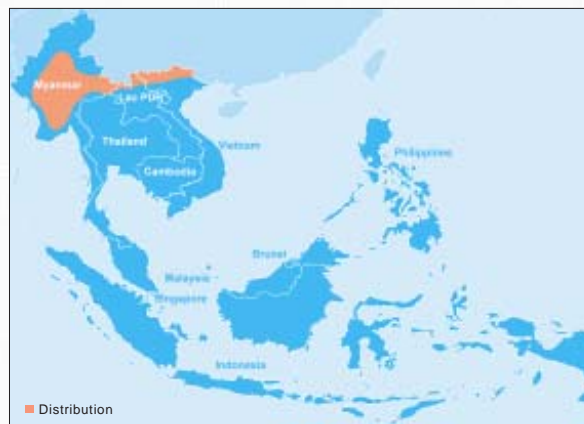 Myanmar
Lao PDR
Thailand
Vietnam
Cambodia
Philippines
Brunei
Malaysia
Singapore
Indonesia
Distribution